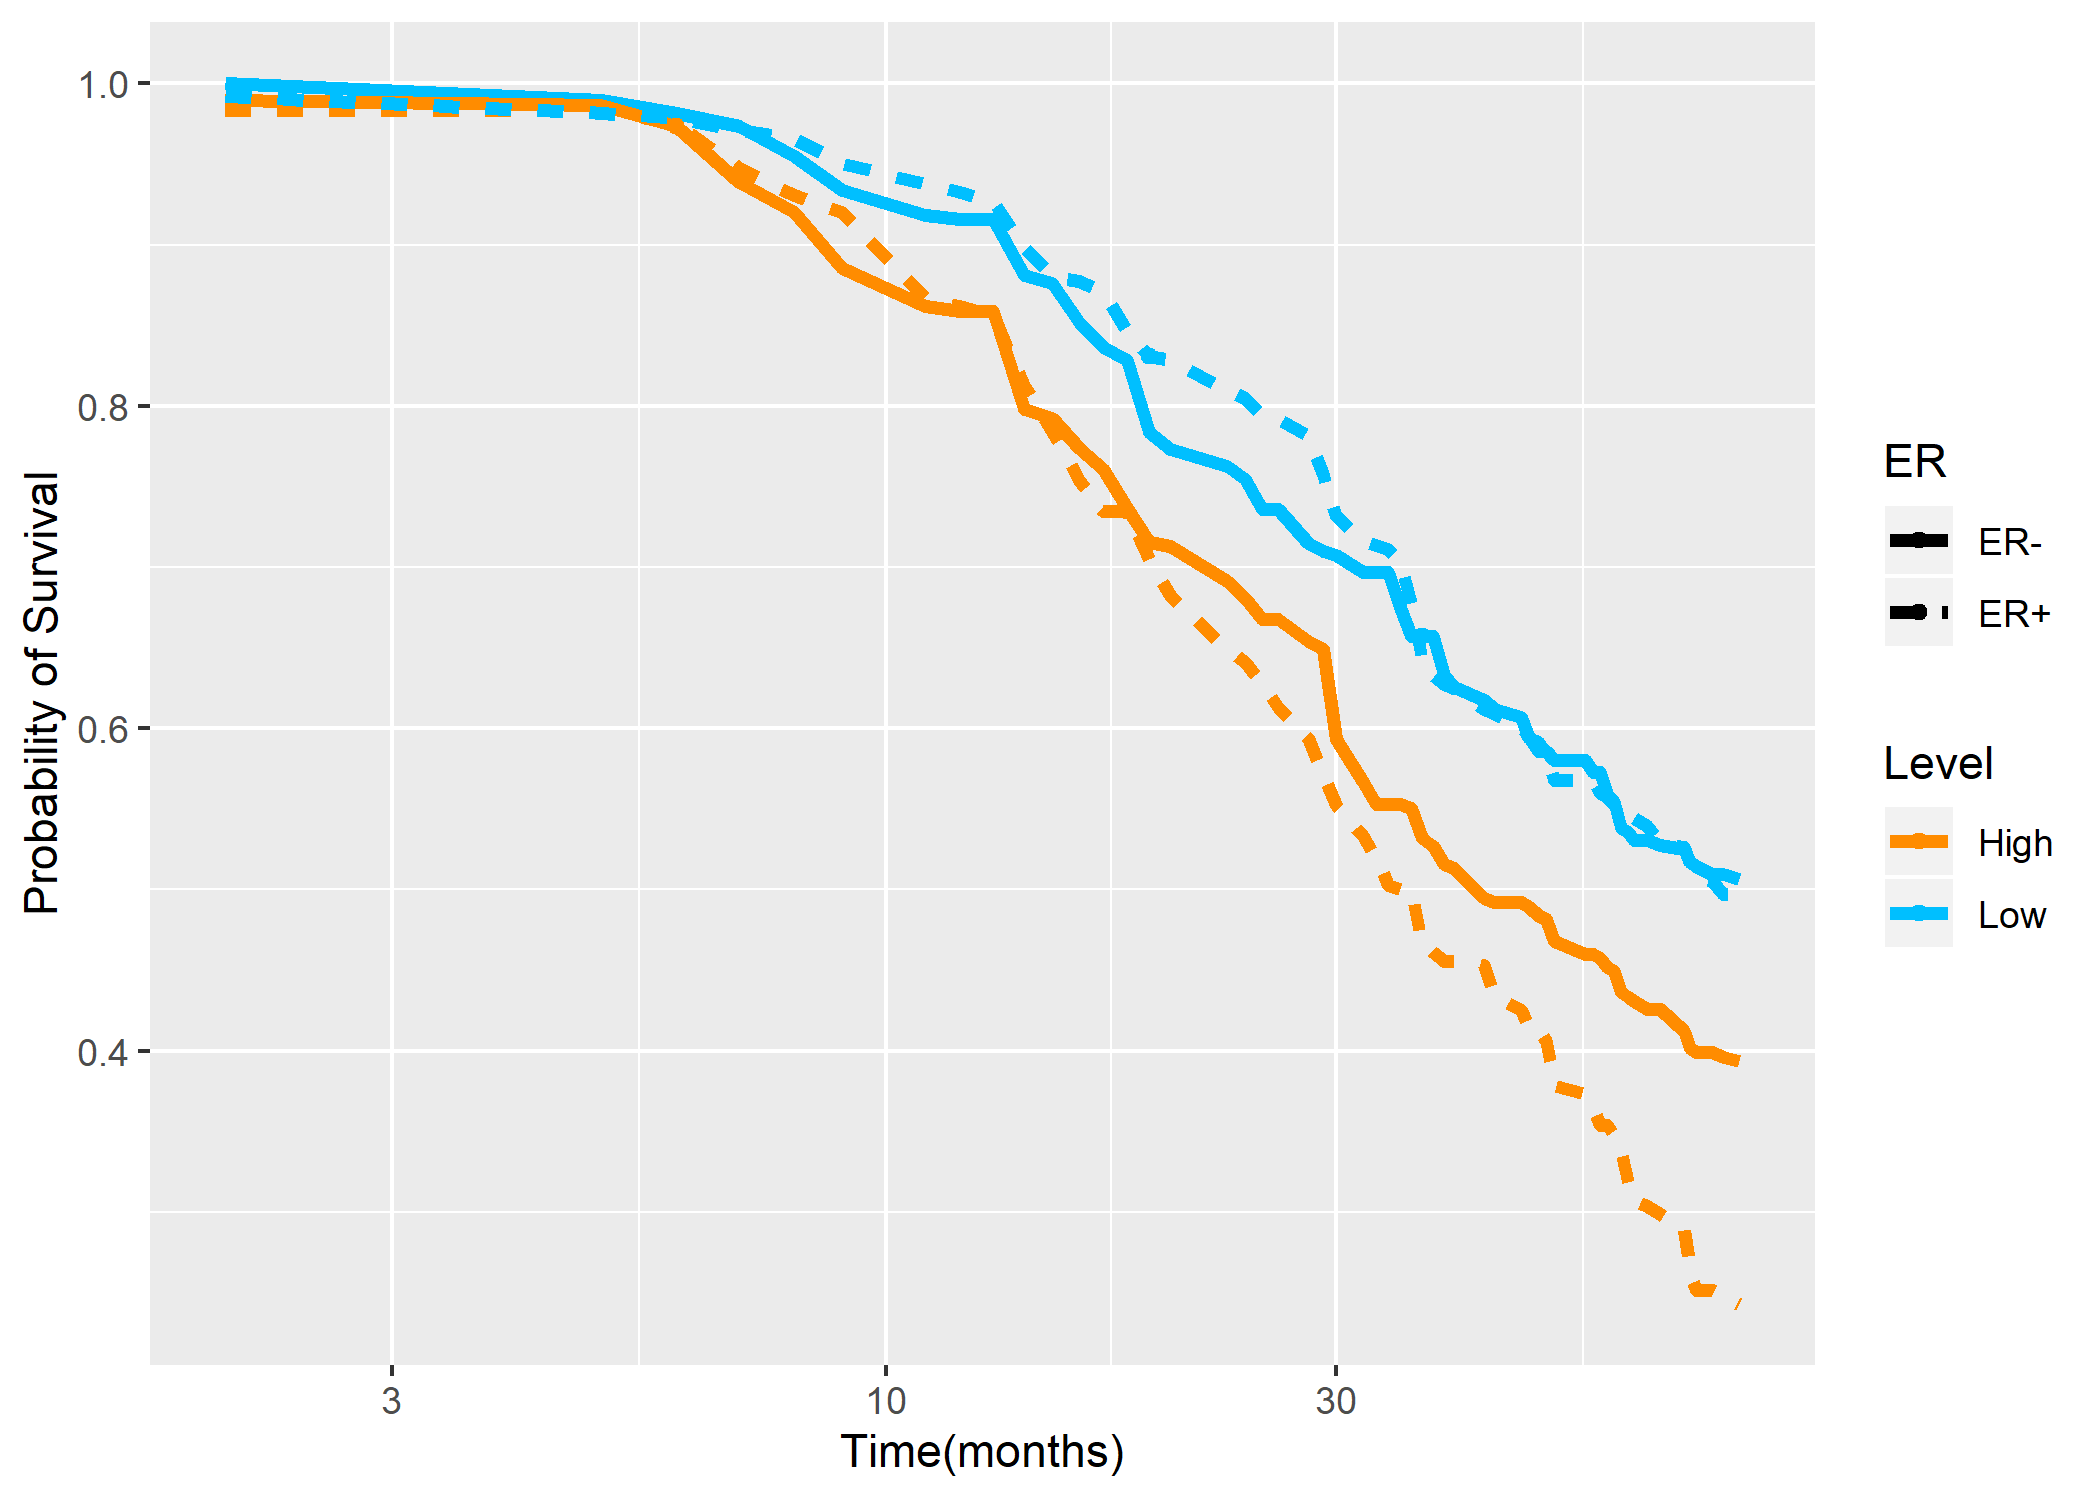 Probability of Survival
1.0
0.8
0.6
0.4
3
10
30
Time(months)
ER
ER-
ER+
Level
High
Low